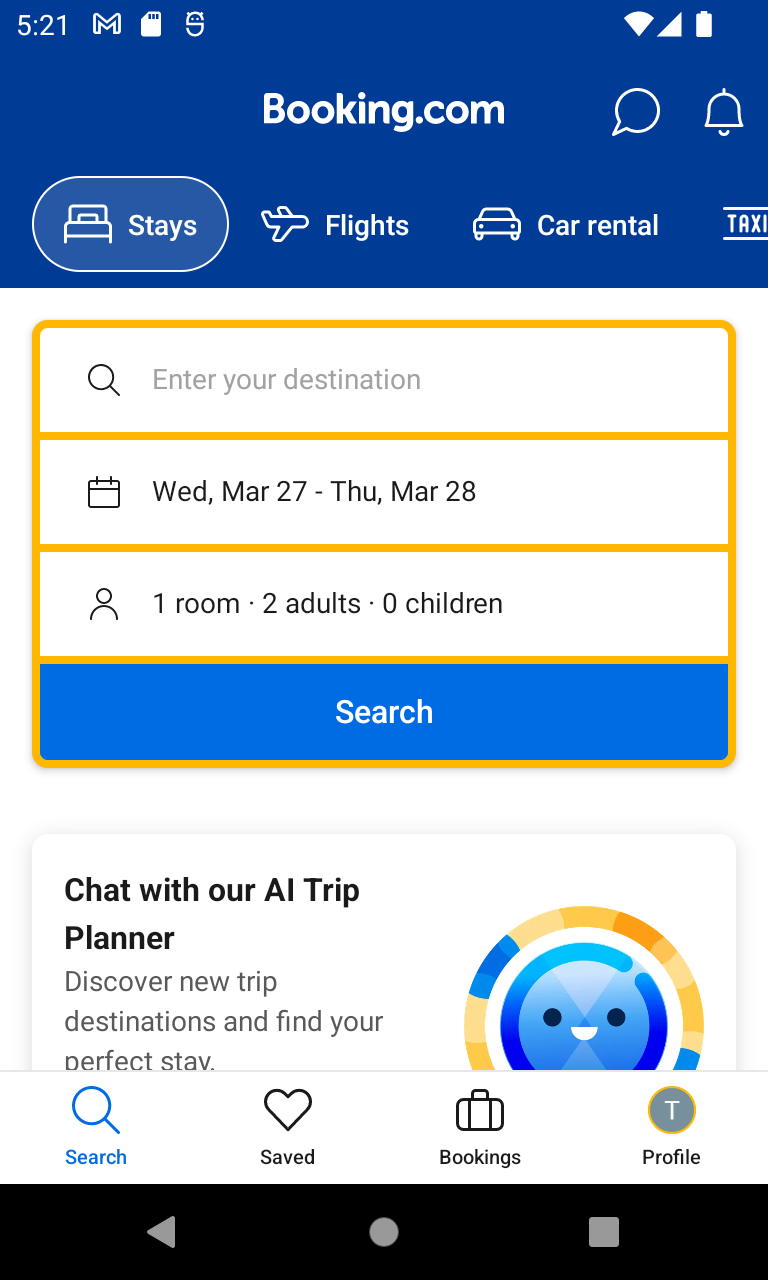 5:21
Booking.com
Stays
Flights
Car rental
TAXI
Enter your destination
Wed, Mar 27 - Thu, Mar 28
1 room · 2 adults · 0 children
Search
Chat with our AI Trip
Planner
Discover new trip
destinations and find your
perfect stay.
T
Search
Saved
Bookings
Profile